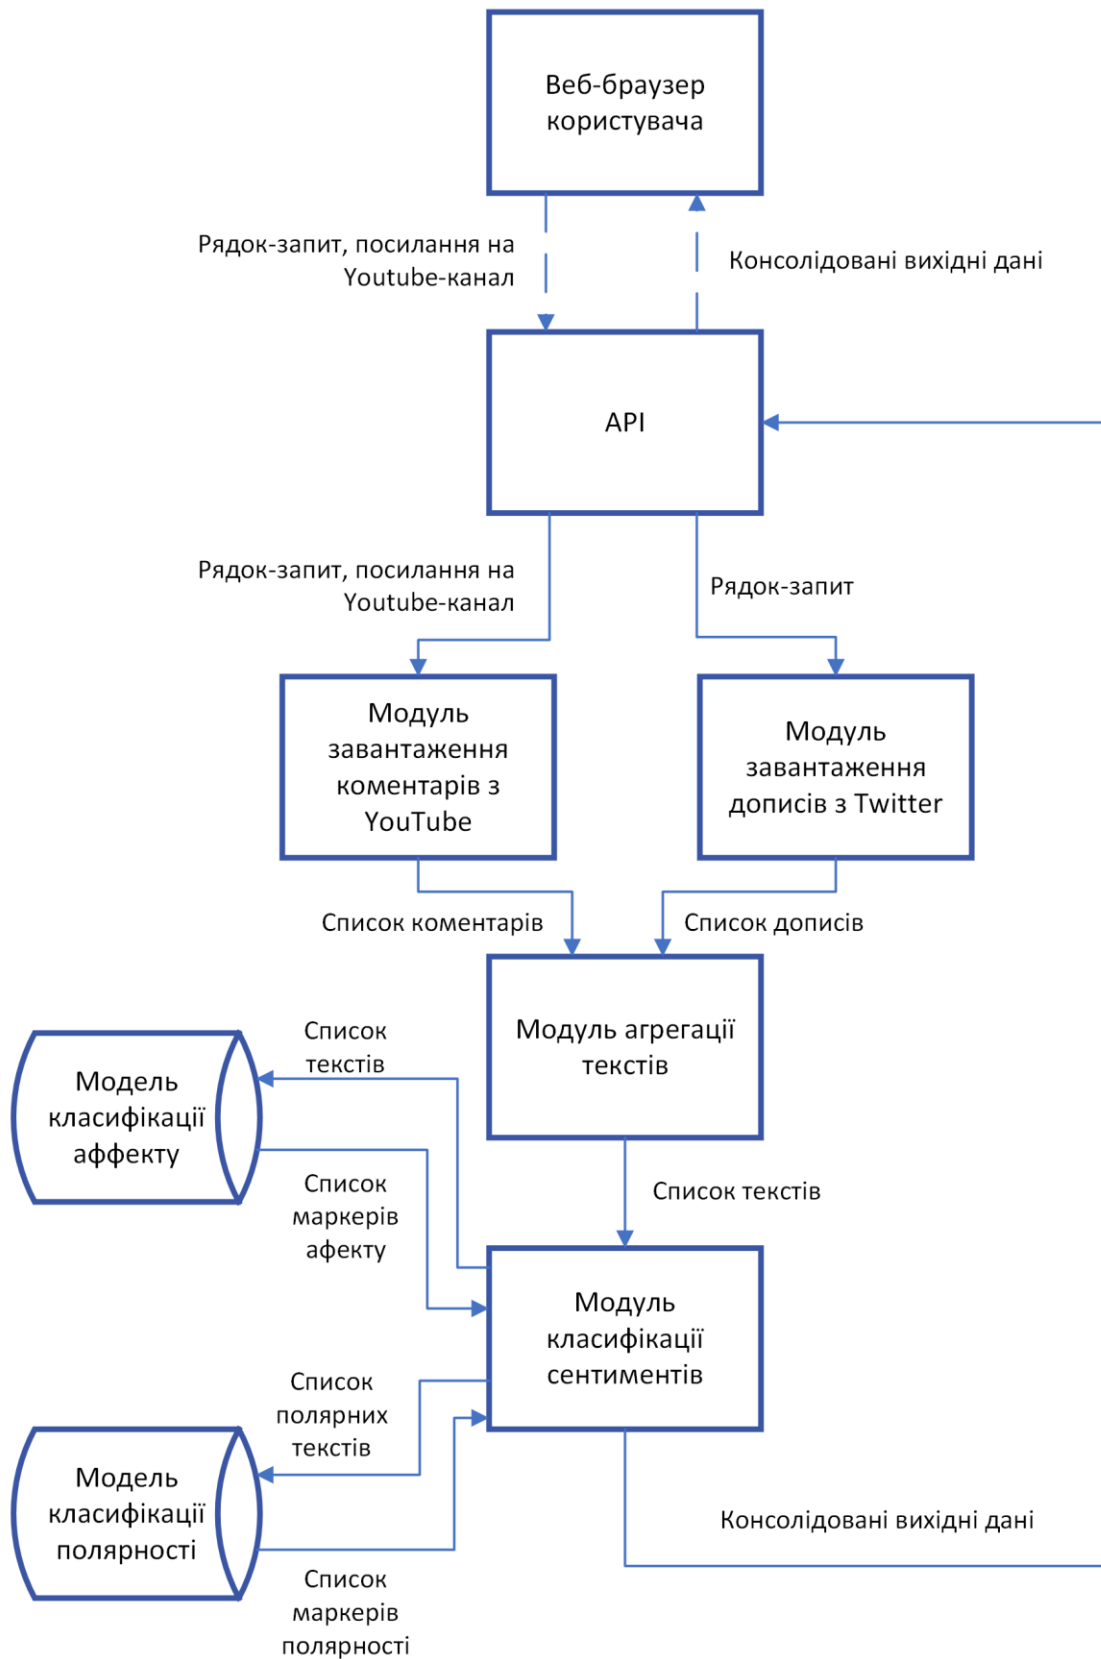 Веб-браузер
користувача
Рядок-запит, посилання на
Youtube-канал
Консолідовані вихідні дані
API
Рядок-запит, посилання на
Youtube-канал
Рядок-запит
Модуль
завантаження
коментарів з
YouTube
Модуль
завантаження
дописів з Twitter
Список коментарів
Список дописів
Модуль агрегації
текстів
Список
текстів
Модель
класифікації
аффекту
Список
маркерів
афекту
Список текстів
Модуль
класифікації
сентиментів
Список
полярних
текстів
Модель
класифікації
полярності
Список
маркерів
полярності
Консолідовані вихідні дані